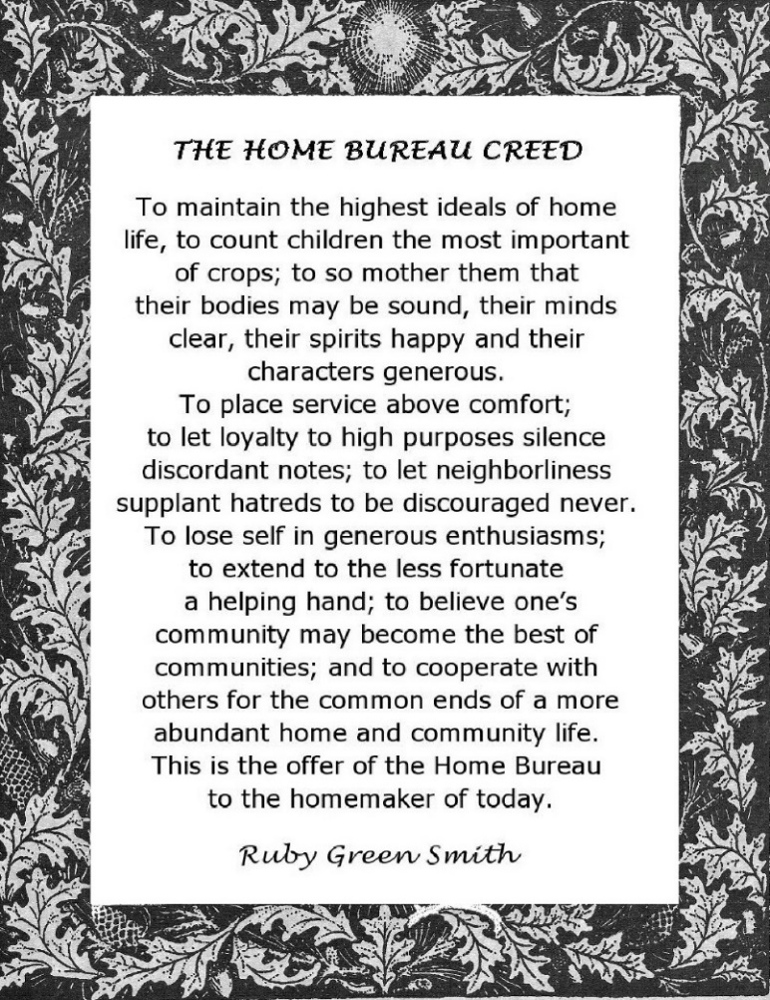 THE HOME BUREAU CREED
To maintain the highest ideals of home
life, to count children the most important
of crops; to so mother them that
their bodies may be sound, their minds
clear, their spirits happy and their
characters generous.
To place service above comfort;
to let loyalty to high purposes silence
discordant notes; to let neighborliness
supplant hatreds to be discouraged never.
To lose self in generous enthusiasms;
to extend to the less fortunate
a helping hand; to believe one’s
community may become the best of
communities; and to cooperate with
others for the common ends of a more
abundant home and community life.
This is the offer of the Home Bureau
to the homemaker of today.
Ruby Green Smith